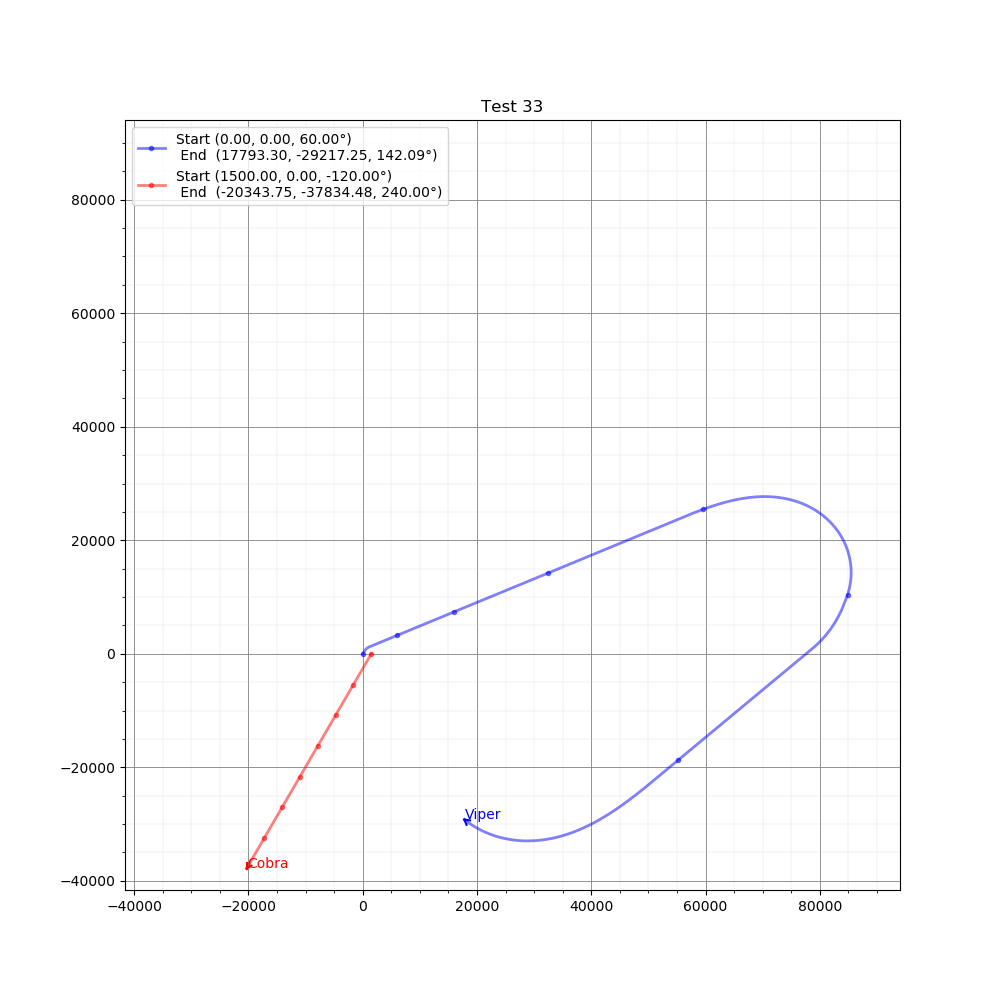 Test 33
Start (0.00, 0.00, 60.00°)
End (17793.30, -29217.25, 142.09°)
Start (1500.00, 0.00, -120.00°)
End (-20343.75, -37834.48, 240.00°)
80000
60000
40000
20000
0
−20000
−40000
Viper
Cobra
−40000 −20000 0 20000 40000 60000 80000